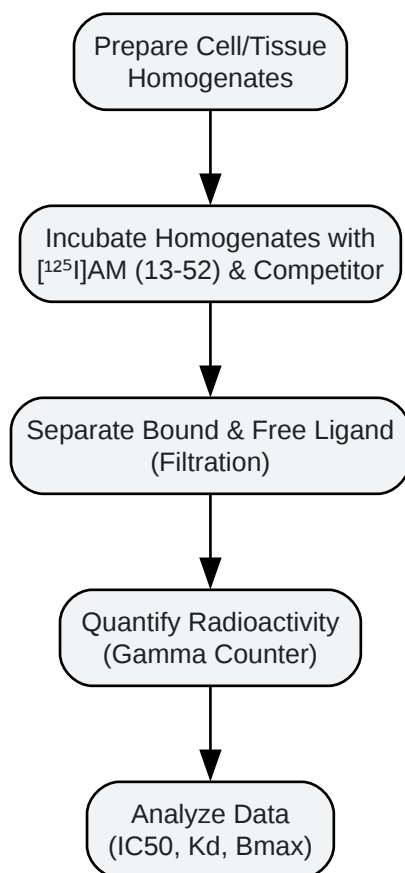 Prepare Cell/Tissue
Homogenates
Incubate Homogenates with
[¹²⁵I]AM (13-52) & Competitor
Separate Bound & Free Ligand
(Filtration)
Quantify Radioactivity
(Gamma Counter)
Analyze Data
(IC50, Kd, Bmax)